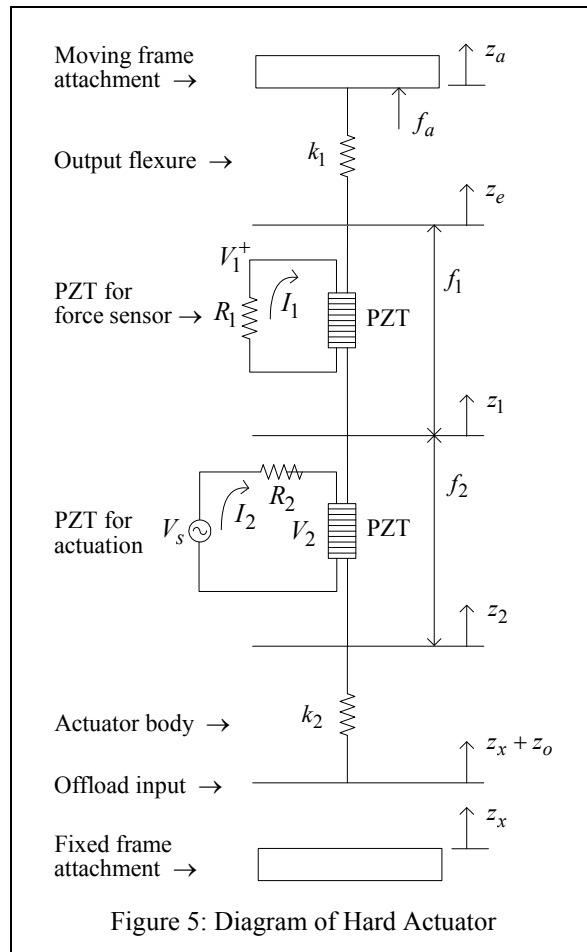 Moving frame
attachment →
z_a
f_a
Output flexure →
k_1
z_e
V_1^+
PZT for
force sensor →
R_1
I_1
PZT
f_1
z_1
PZT for
actuation
V_s
I_2
R_2
V_2
PZT
f_2
z_2
Actuator body →
k_2
z_x + z_o
Offload input →
z_x
Fixed frame
attachment →
Figure 5: Diagram of Hard Actuator